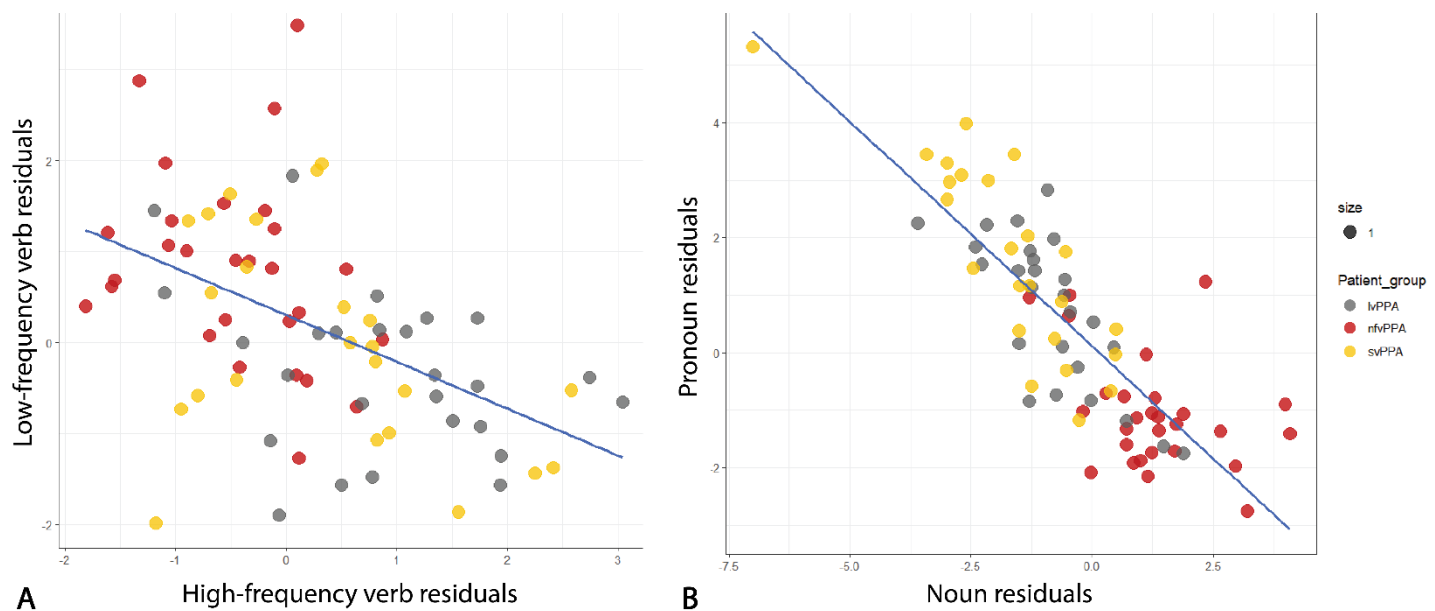 Low-frequency verb residuals
2
0
-2
-2
-1
0
1
2
3
A
High-frequency verb residuals
Pronoun residuals
4
2
0
-2
-7.5
-5.0
-2.5
0.0
2.5
B
Noun residuals
size
1
Patient_group
lvPPA
nfvPPA
svPPA